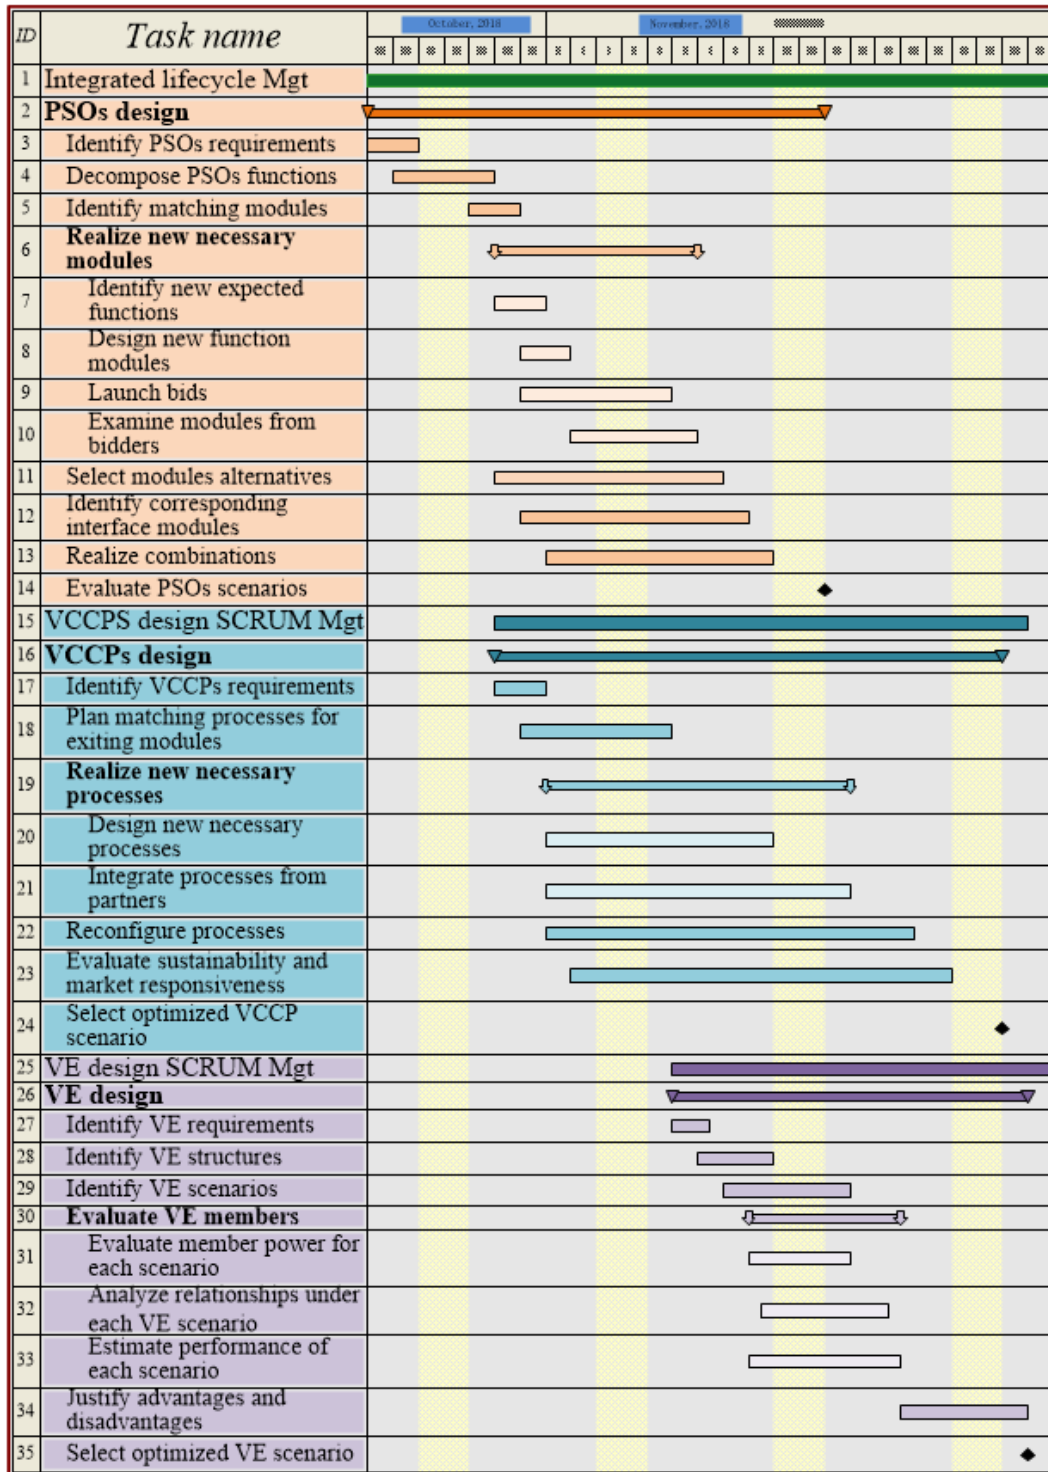 ID
Task name
October, 2018
November, 2018
1
Integrated lifecycle Mgt
2
PSOs design
3
Identify PSOs requirements
4
Decompose PSOs functions
5
Identify matching modules
6
Realize new necessary
modules
7
Identify new expected
functions
8
Design new function
modules
9
Launch bids
10
Examine modules from
bidders
11
Select modules alternatives
12
Identify corresponding
interface modules
13
Realize combinations
14
Evaluate PSOs scenarios
15
VCCPS design SCRUM Mgt
16
VCCPs design
17
Identify VCCPs requirements
18
Plan matching processes for
exiting modules
19
Realize new necessary
processes
20
Design new necessary
processes
21
Integrate processes from
partners
22
Reconfigure processes
23
Evaluate sustainability and
market responsiveness
24
Select optimized VCCP
scenario
25
VE design SCRUM Mgt
26
VE design
27
Identify VE requirements
28
Identify VE structures
29
Identify VE scenarios
30
Evaluate VE members
31
Evaluate member power for
each scenario
32
Analyze relationships under
each VE scenario
33
Estimate performance of
each scenario
34
Justify advantages and
disadvantages
35
Select optimized VE scenario